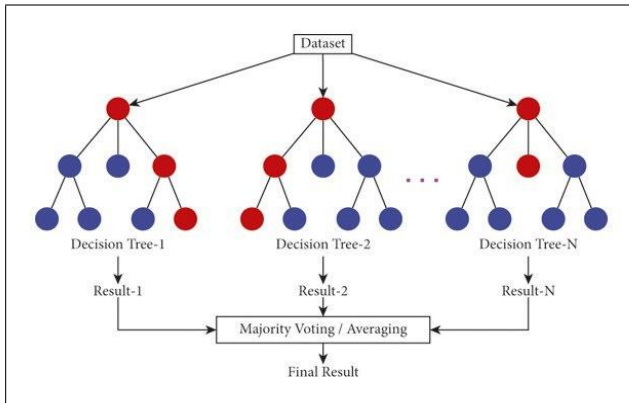 Dataset
Decision Tree-1
Decision Tree-2
Decision Tree-N
Result-1
Result-2
Result-N
Majority Voting / Averaging
Final Result